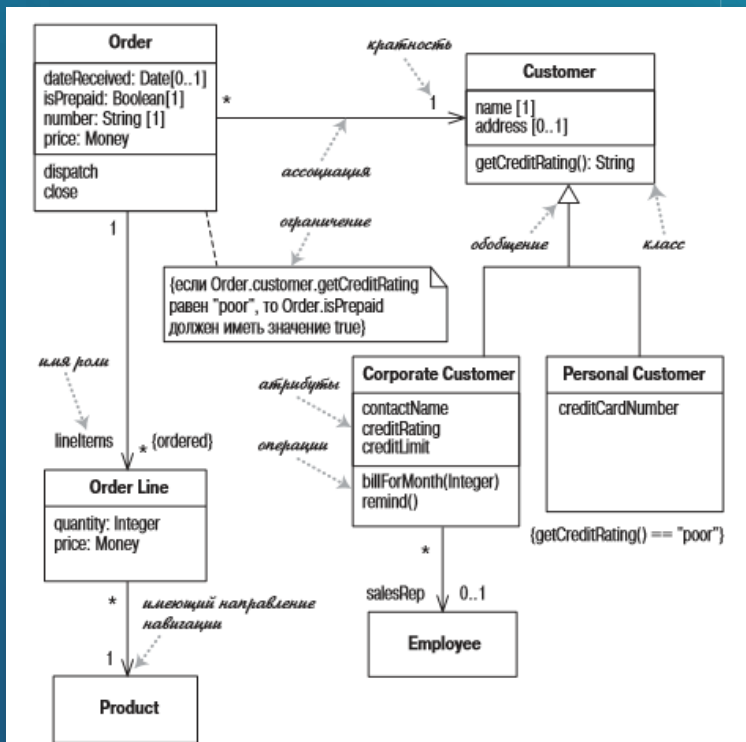 Order
dateReceived: Date[0..1]
isPrepaid: Boolean[1]
number: String [1]
price: Money
dispatch
close
*
1
кратность
ассоциация
Customer
name [1]
address [0..1]
getCreditRating(): String
обобщение
класс
ограничение
{если Order.customer.getCreditRating
равен "poor", то Order.isPrepaid
должен иметь значение true}
1
имя роли
lineItems
* {ordered}
Order Line
quantity: Integer
price: Money
*
имеющий направление
навигации
1
Product
атрибуты
операции
Corporate Customer
contactName
creditRating
creditLimit
billForMonth(Integer)
remind()
Personal Customer
creditCardNumber
{getCreditRating() == "poor"}
*
salesRep 0..1
Employee